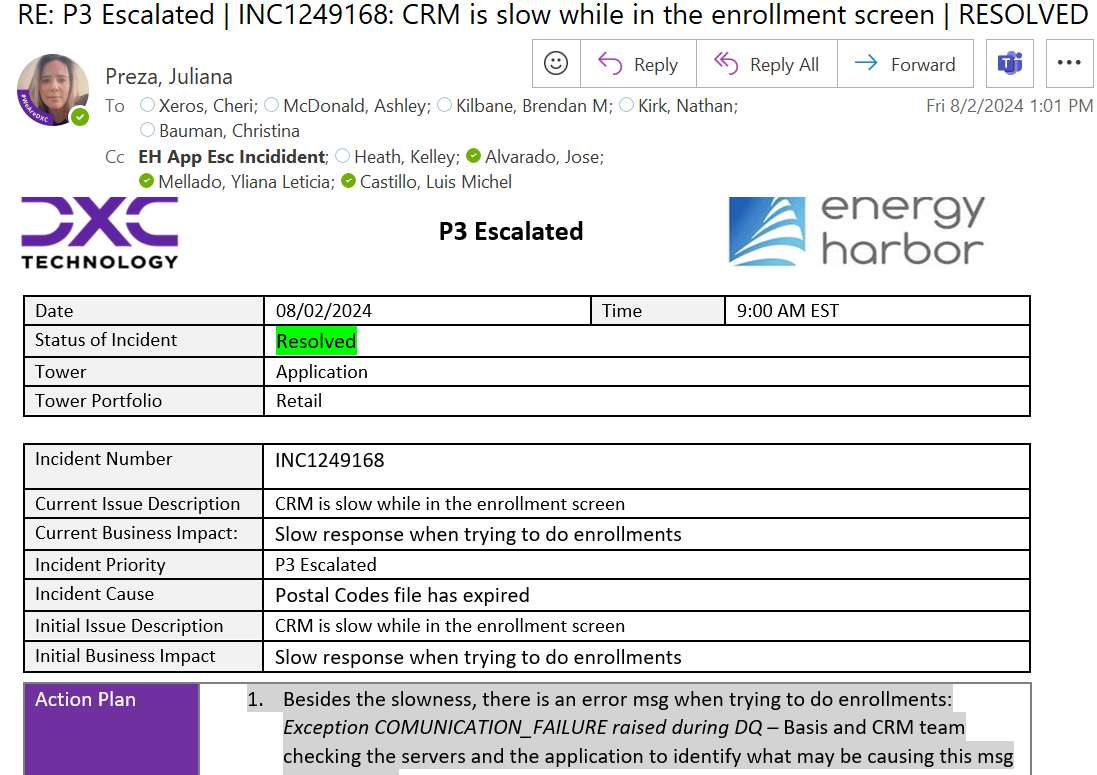 RE: P3 Escalated | INC1249168: CRM is slow while in the enrollment screen | RESOLVED
Preza, Juliana
Reply
Reply All
Forward
To Xeros, Cheri; McDonald, Ashley; Kilbane, Brendan M; Kirk, Nathan;
Bauman, Christina
Fri 8/2/2024 1:01 PM
Cc EH App Esc Incidident; Heath, Kelley; Alvarado, Jose;
Mellado, Yliana Leticia; Castillo, Luis Michel
#WeAreDXC
DXC
TECHNOLOGY
P3 Escalated
energy
harbor
Date 08/02/2024 Time 9:00 AM EST
Status of Incident Resolved
Tower Application
Tower Portfolio Retail
Incident Number INC1249168
Current Issue Description CRM is slow while in the enrollment screen
Current Business Impact: Slow response when trying to do enrollments
Incident Priority P3 Escalated
Incident Cause Postal Codes file has expired
Initial Issue Description CRM is slow while in the enrollment screen
Initial Business Impact Slow response when trying to do enrollments
Action Plan
1. Besides the slowness, there is an error msg when trying to do enrollments:
Exception COMUNICATION_FAILURE raised during DQ – Basis and CRM team
checking the servers and the application to identify what may be causing this msg